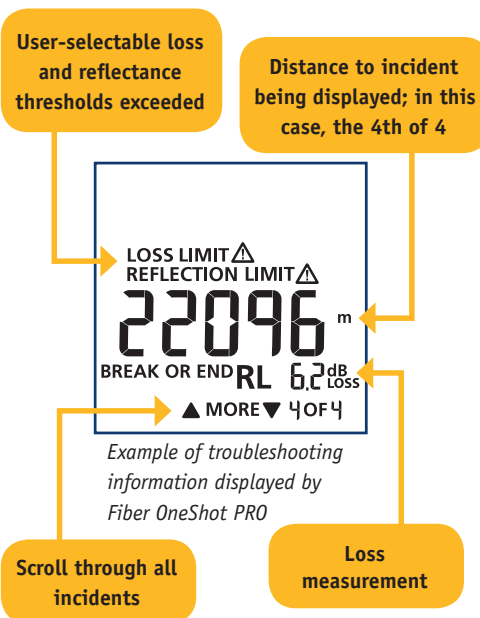 User-selectable loss
and reflectance
thresholds exceeded
Distance to incident
being displayed; in this
case, the 4th of 4
LOSS LIMIT⚠
REFLECTION LIMIT⚠
22096 m
BREAK OR END RL 6.2 dB LOSS
▲ MORE ▼ 4 OF 4
Example of troubleshooting
information displayed by
Fiber OneShot PRO
Scroll through all
incidents
Loss
measurement